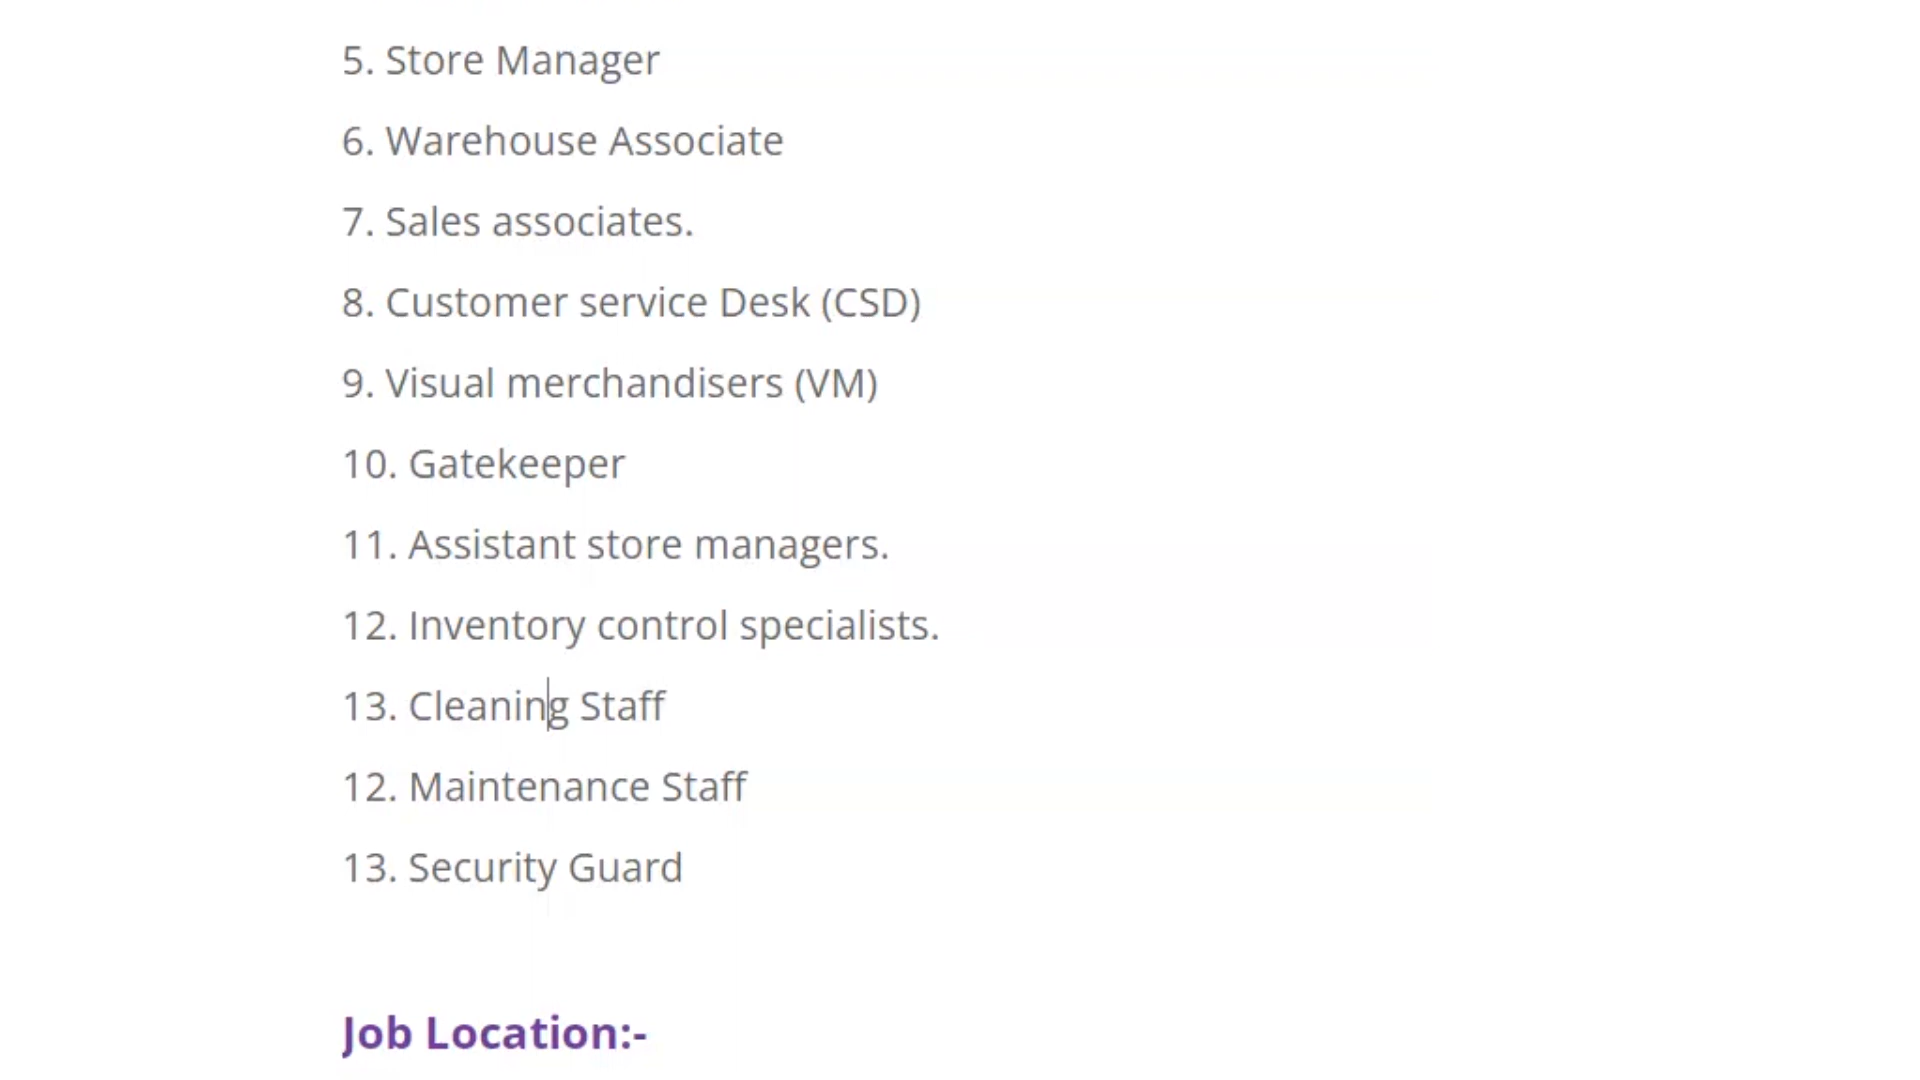 5. Store Manager
6. Warehouse Associate
7. Sales associates.
8. Customer service Desk (CSD)
9. Visual merchandisers (VM)
10. Gatekeeper
11. Assistant store managers.
12. Inventory control specialists.
13. Cleaning Staff
12. Maintenance Staff
13. Security Guard
Job Location:-